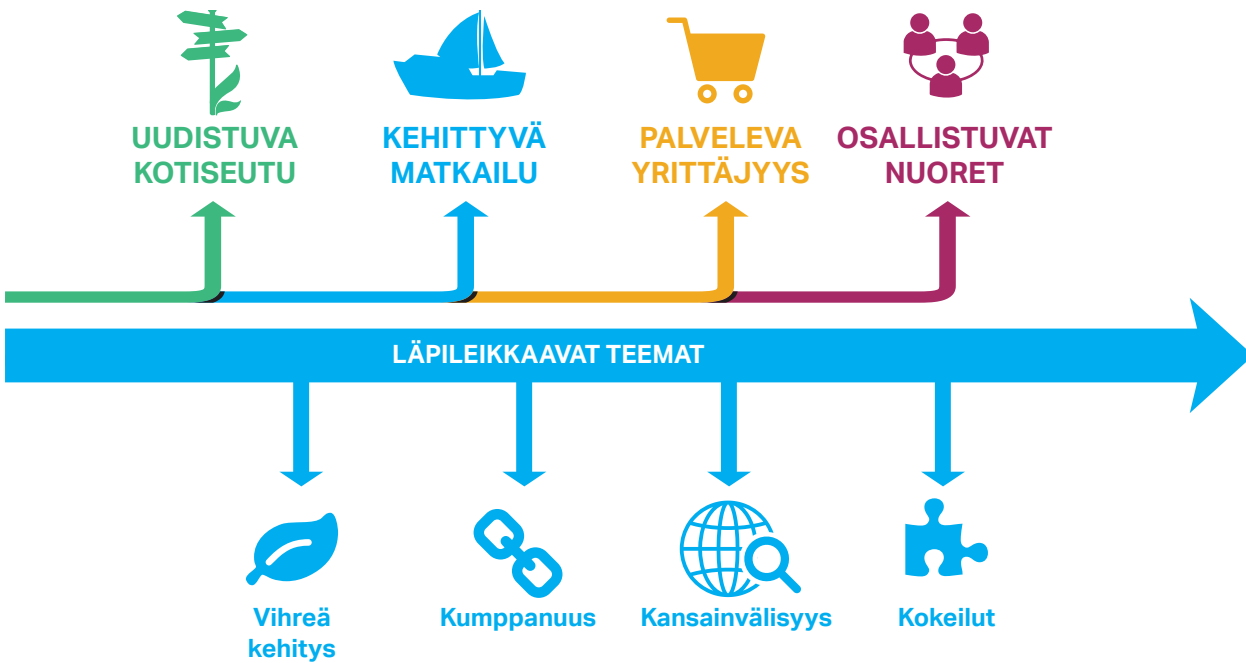 UUDISTUVA
KOTISEUTU
KEHITTYVÄ
MATKAILU
PALVELEVA
YRITTÄJYYS
OSALLISTUVAT
NUORET
LÄPILEIKKAAVAT TEEMAT
Vihreä
kehitys
Kumppanuus
Kansainvälisyys
Kokeilut